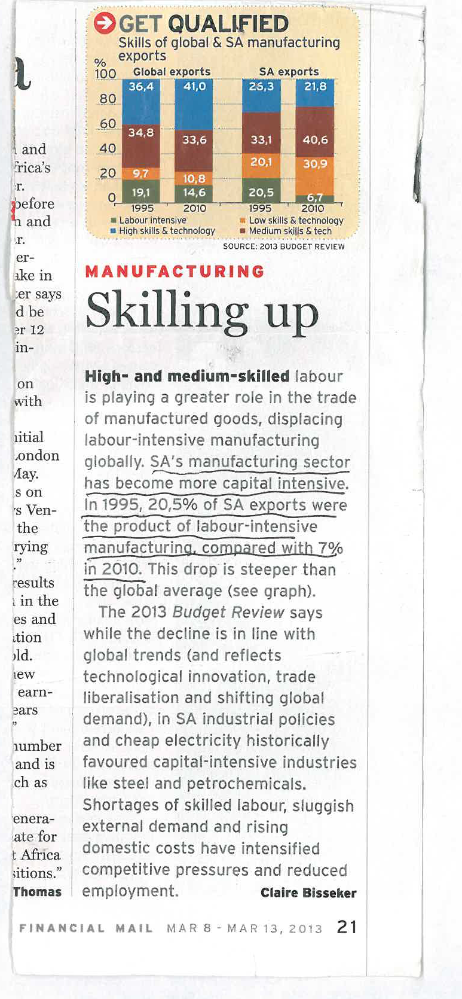 GET QUALIFIED
Skills of global & SA manufacturing
exports
%
Global exports SA exports
100
80
60
40
20
0
36,4 41,0 26,3 21,8
34,8 33,6 33,1 40,6
9,7 10,8 20,1 30,9
19,1 14,6 20,5 6,7
1995 2010 1995 2010
Labour intensive Low skills & technology
High skills & technology Medium skills & tech
SOURCE: 2013 BUDGET REVIEW
MANUFACTURING
Skilling up
High- and medium-skilled labour
is playing a greater role in the trade
of manufactured goods, displacing
labour-intensive manufacturing
globally. SA's manufacturing sector
has become more capital intensive.
In 1995, 20,5% of SA exports were
the product of labour-intensive
manufacturing, compared with 7%
in 2010. This drop is steeper than
the global average (see graph).
The 2013 Budget Review says
while the decline is in line with
global trends (and reflects
technological innovation, trade
liberalisation and shifting global
demand), in SA industrial policies
and cheap electricity historically
favoured capital-intensive industries
like steel and petrochemicals.
Shortages of skilled labour, sluggish
external demand and rising
domestic costs have intensified
competitive pressures and reduced
employment. Claire Bisseker
and
r.
before
and
r.
er-
ake in
er says
d be
er 12
in-
on
with
itial
ondon
May.
s on
s Ven-
the
rying
."
results
in the
es and
tion
ld.
ew
earn-
ears
"
number
and is
ch as
enera-
ate for
t Africa
sitions."
Thomas
FINANCIAL MAIL MAR 8 - MAR 13, 2013 21